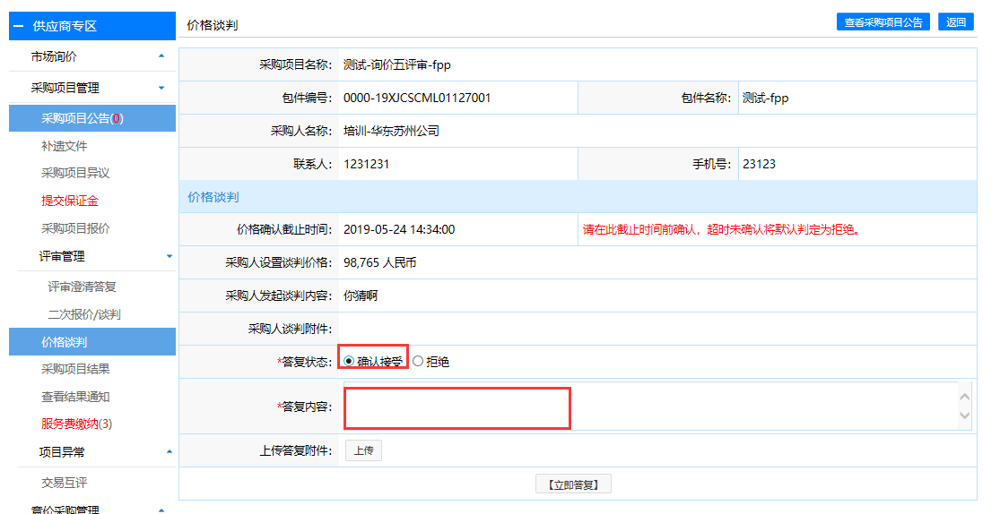 供应商专区
市场询价
采购项目管理
采购项目公告(0)
补遗文件
采购项目异议
提交保证金
采购项目报价
评审管理
评审澄清答复
二次报价/谈判
价格谈判
采购项目结果
查看结果通知
服务费缴纳(3)
项目异常
交易互评
竞价采购管理
价格谈判
查看采购项目公告 返回
采购项目名称: 测试-询价五评审-fpp
包件编号: 0000-19XJCSCML01127001 包件名称: 测试-fpp
采购人名称: 培训-华东苏州公司
联系人: 1231231 手机号: 23123
价格谈判
价格确认截止时间: 2019-05-24 14:34:00 请在此截止时间前确认，超时未确认将默认判定为拒绝。
采购人设置谈判价格: 98,765 人民币
采购人发起谈判内容: 你猜啊
采购人谈判附件:
*答复状态: 确认接受 拒绝
*答复内容:
上传答复附件: 上传
【立即答复】